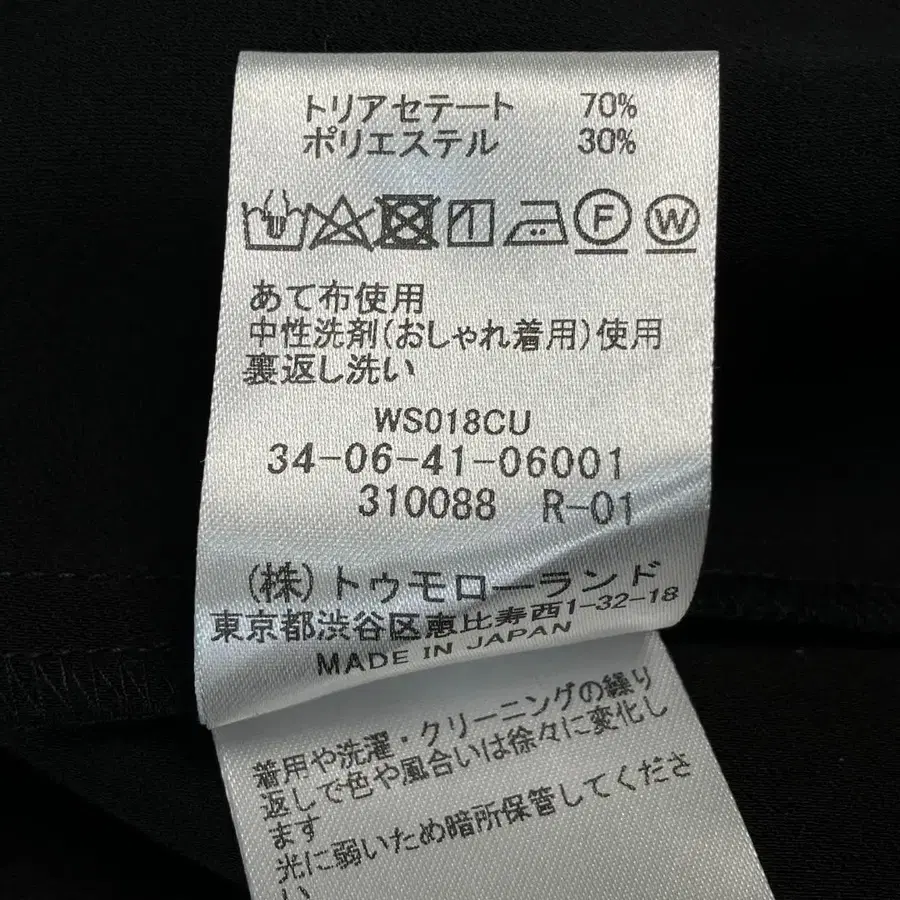 トリアセテート 70%
ポリエステル 30%
F W
あて布使用
中性洗剤(おしゃれ着用)使用
裏返し洗い
WS018CU
34-06-41-06001
310088 R-01
(株)トゥモローランド
東京都渋谷区恵比寿西1-32-18
MADE IN JAPAN
着用や洗濯・クリーニングの繰り
返しで色や風合いは徐々に変化し
ます
光に弱いため暗所保管してくださ
い